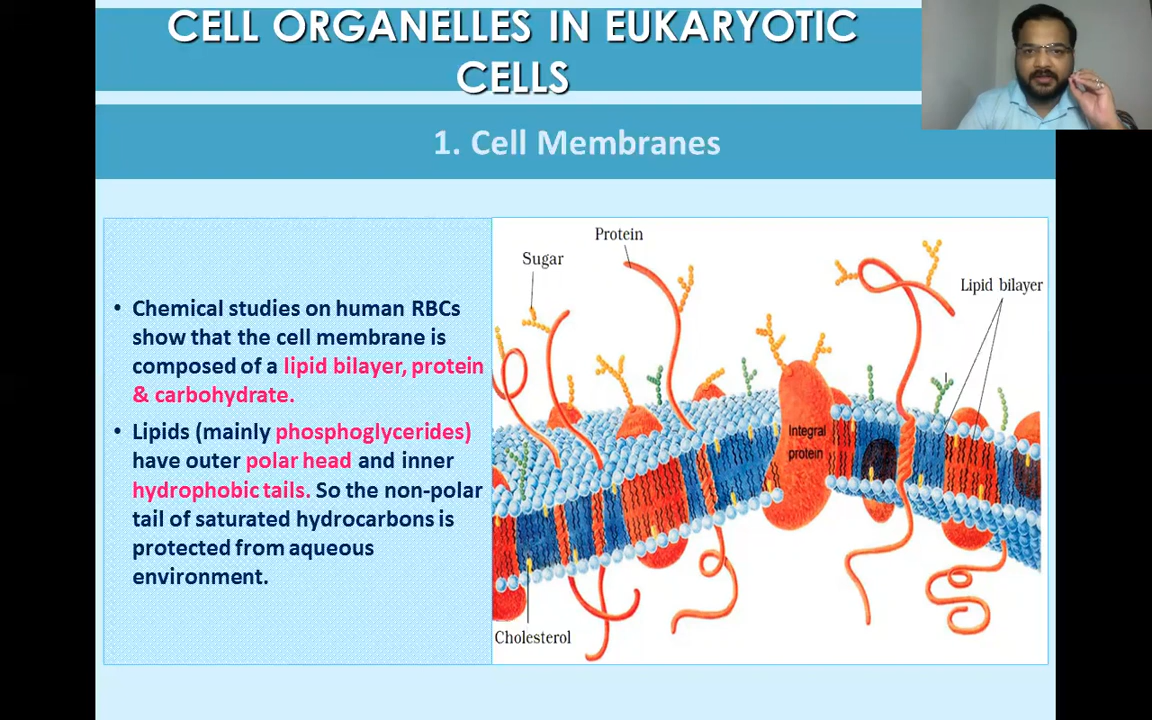 CELL ORGANELLES IN EUKARYOTIC
CELLS
1. Cell Membranes
• Chemical studies on human RBCs
show that the cell membrane is
composed of a lipid bilayer, protein
& carbohydrate.
• Lipids (mainly phosphoglycerides)
have outer polar head and inner
hydrophobic tails. So the non-polar
tail of saturated hydrocarbons is
protected from aqueous
environment.
Protein
Sugar
Lipid bilayer
Integral
protein
Cholesterol